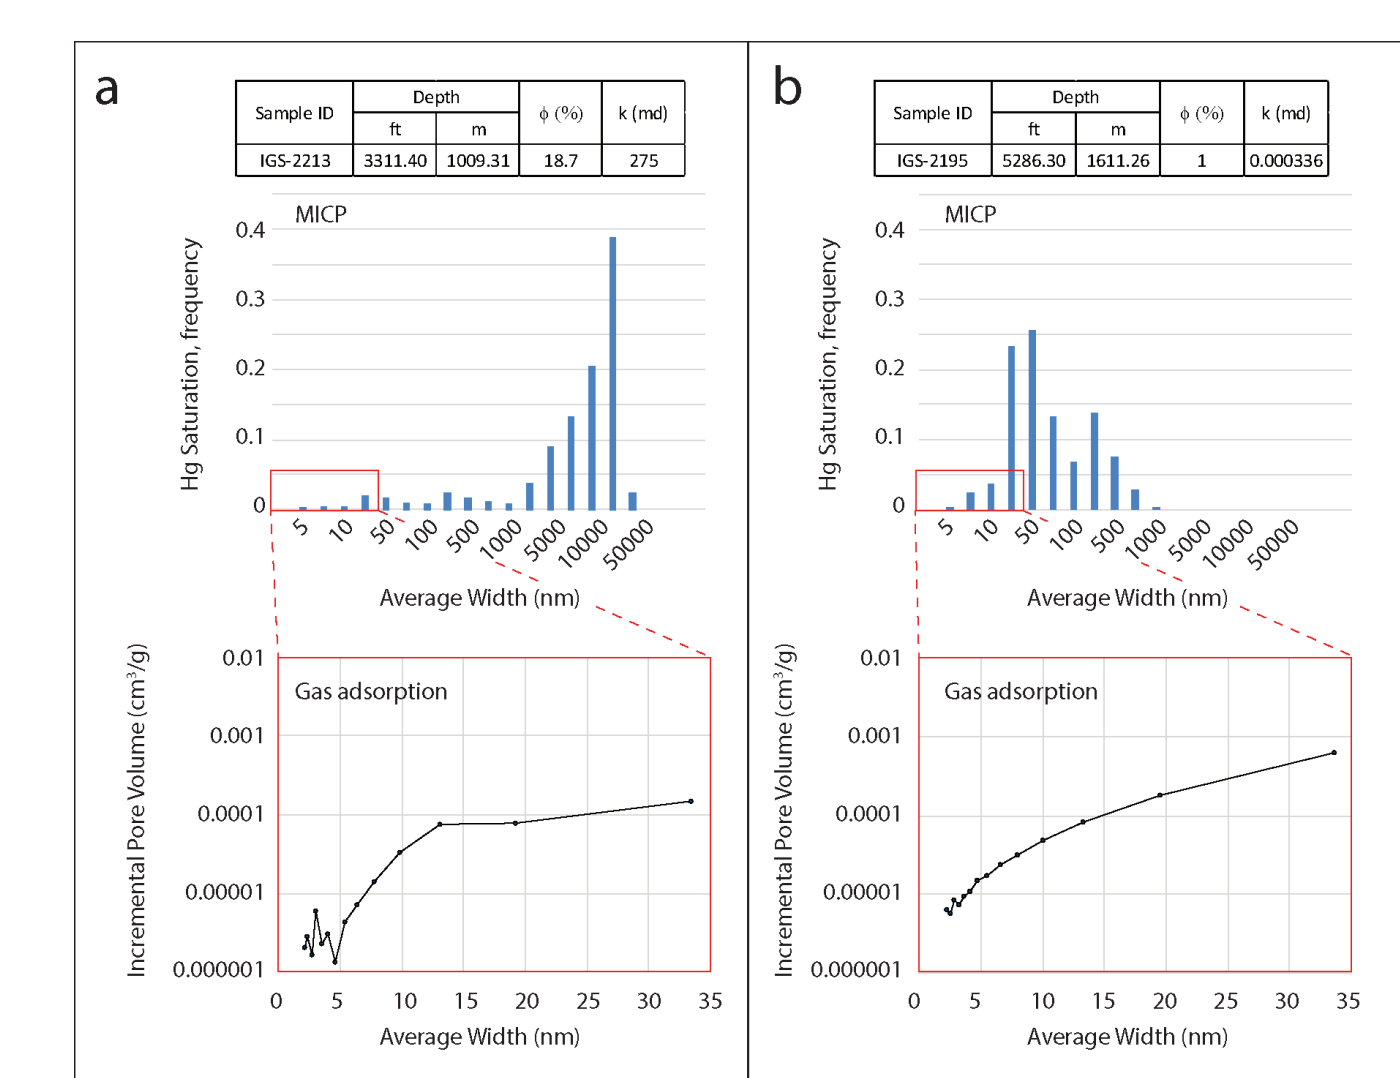 a
Sample ID Depth ϕ (%) k (md)
ft m
IGS-2213 3311.40 1009.31 18.7 275
MICP
Hg Saturation, frequency
0.4
0.3
0.2
0.1
0
5 10 50 100 500 1000 5000 10000 50000
Average Width (nm)
Gas adsorption
Incremental Pore Volume (cm³/g)
0.01
0.001
0.0001
0.00001
0.000001
0 5 10 15 20 25 30 35
Average Width (nm)
b
Sample ID Depth ϕ (%) k (md)
ft m
IGS-2195 5286.30 1611.26 1 0.000336
MICP
Hg Saturation, frequency
0.4
0.3
0.2
0.1
0
5 10 50 100 500 1000 5000 10000 50000
Average Width (nm)
Gas adsorption
Incremental Pore Volume (cm³/g)
0.01
0.001
0.0001
0.00001
0.000001
0 5 10 15 20 25 30 35
Average Width (nm)